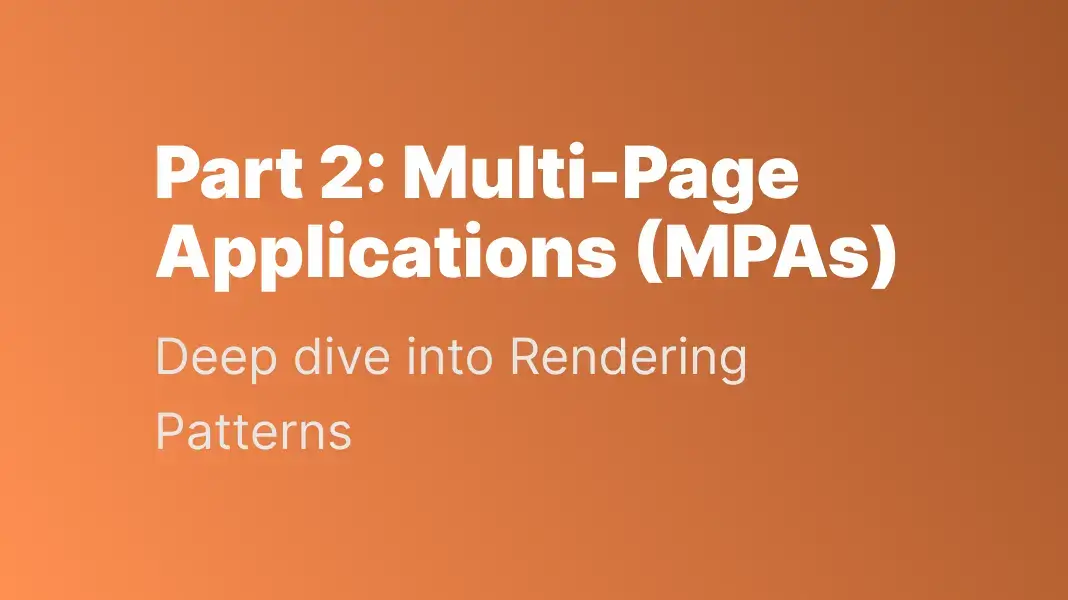 Part 2: Multi-Page
Applications (MPAs)
Deep dive into Rendering
Patterns